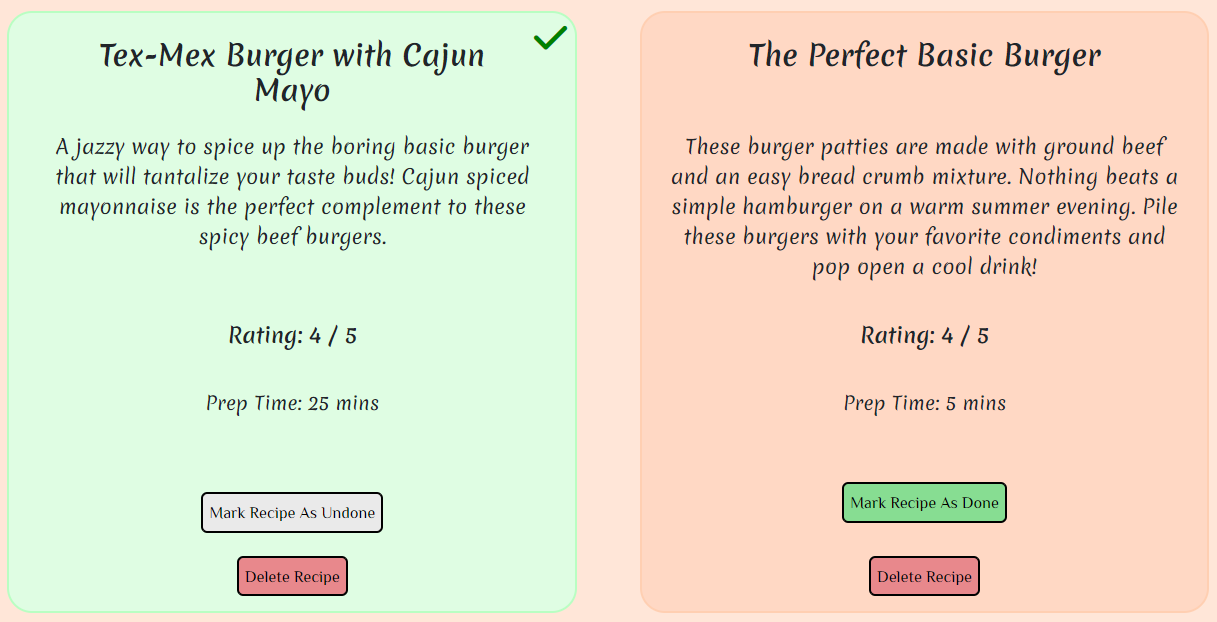 Tex-Mex Burger with Cajun
Mayo
A jazzy way to spice up the boring basic burger
that will tantalize your taste buds! Cajun spiced
mayonnaise is the perfect complement to these
spicy beef burgers.
Rating: 4 / 5
Prep Time: 25 mins
Mark Recipe As Undone
Delete Recipe
The Perfect Basic Burger
These burger patties are made with ground beef
and an easy bread crumb mixture. Nothing beats a
simple hamburger on a warm summer evening. Pile
these burgers with your favorite condiments and
pop open a cool drink!
Rating: 4 / 5
Prep Time: 5 mins
Mark Recipe As Done
Delete Recipe